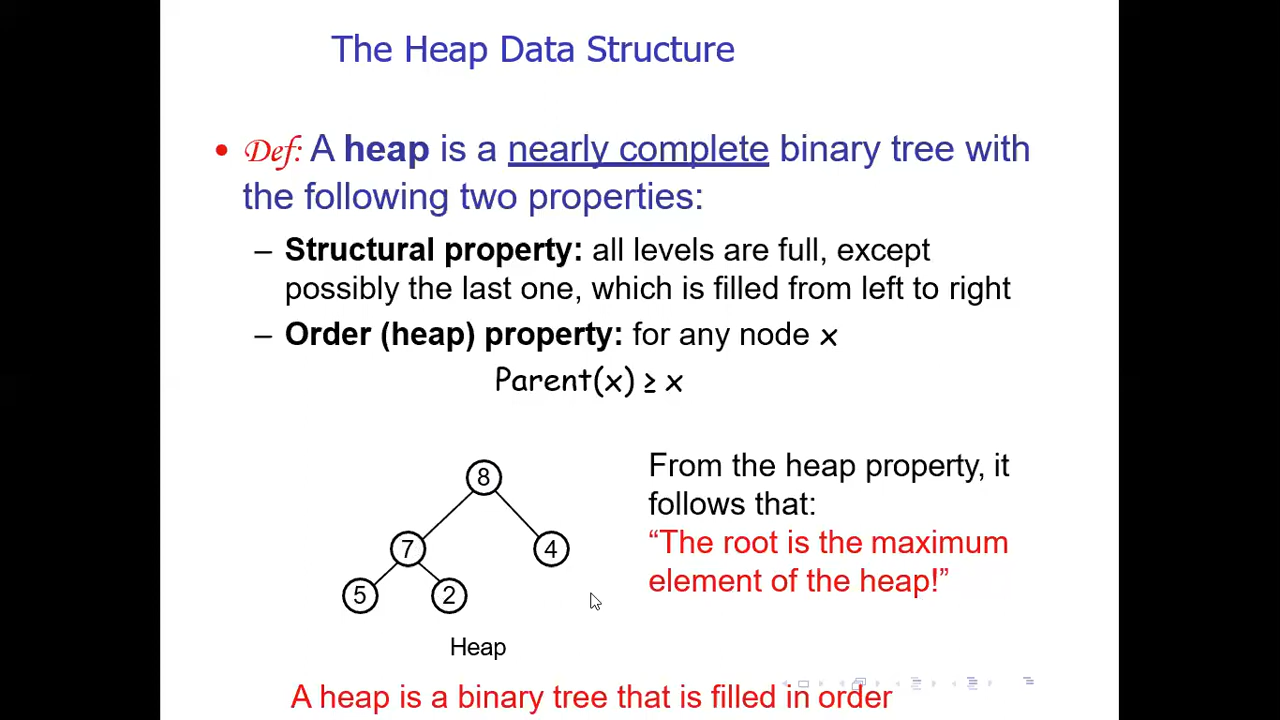 The Heap Data Structure
• Def: A heap is a nearly complete binary tree with
the following two properties:
– Structural property: all levels are full, except
possibly the last one, which is filled from left to right
– Order (heap) property: for any node x
Parent(x) ≥ x
From the heap property, it
follows that:
“The root is the maximum
element of the heap!”
8
7 4
5 2
Heap
A heap is a binary tree that is filled in order